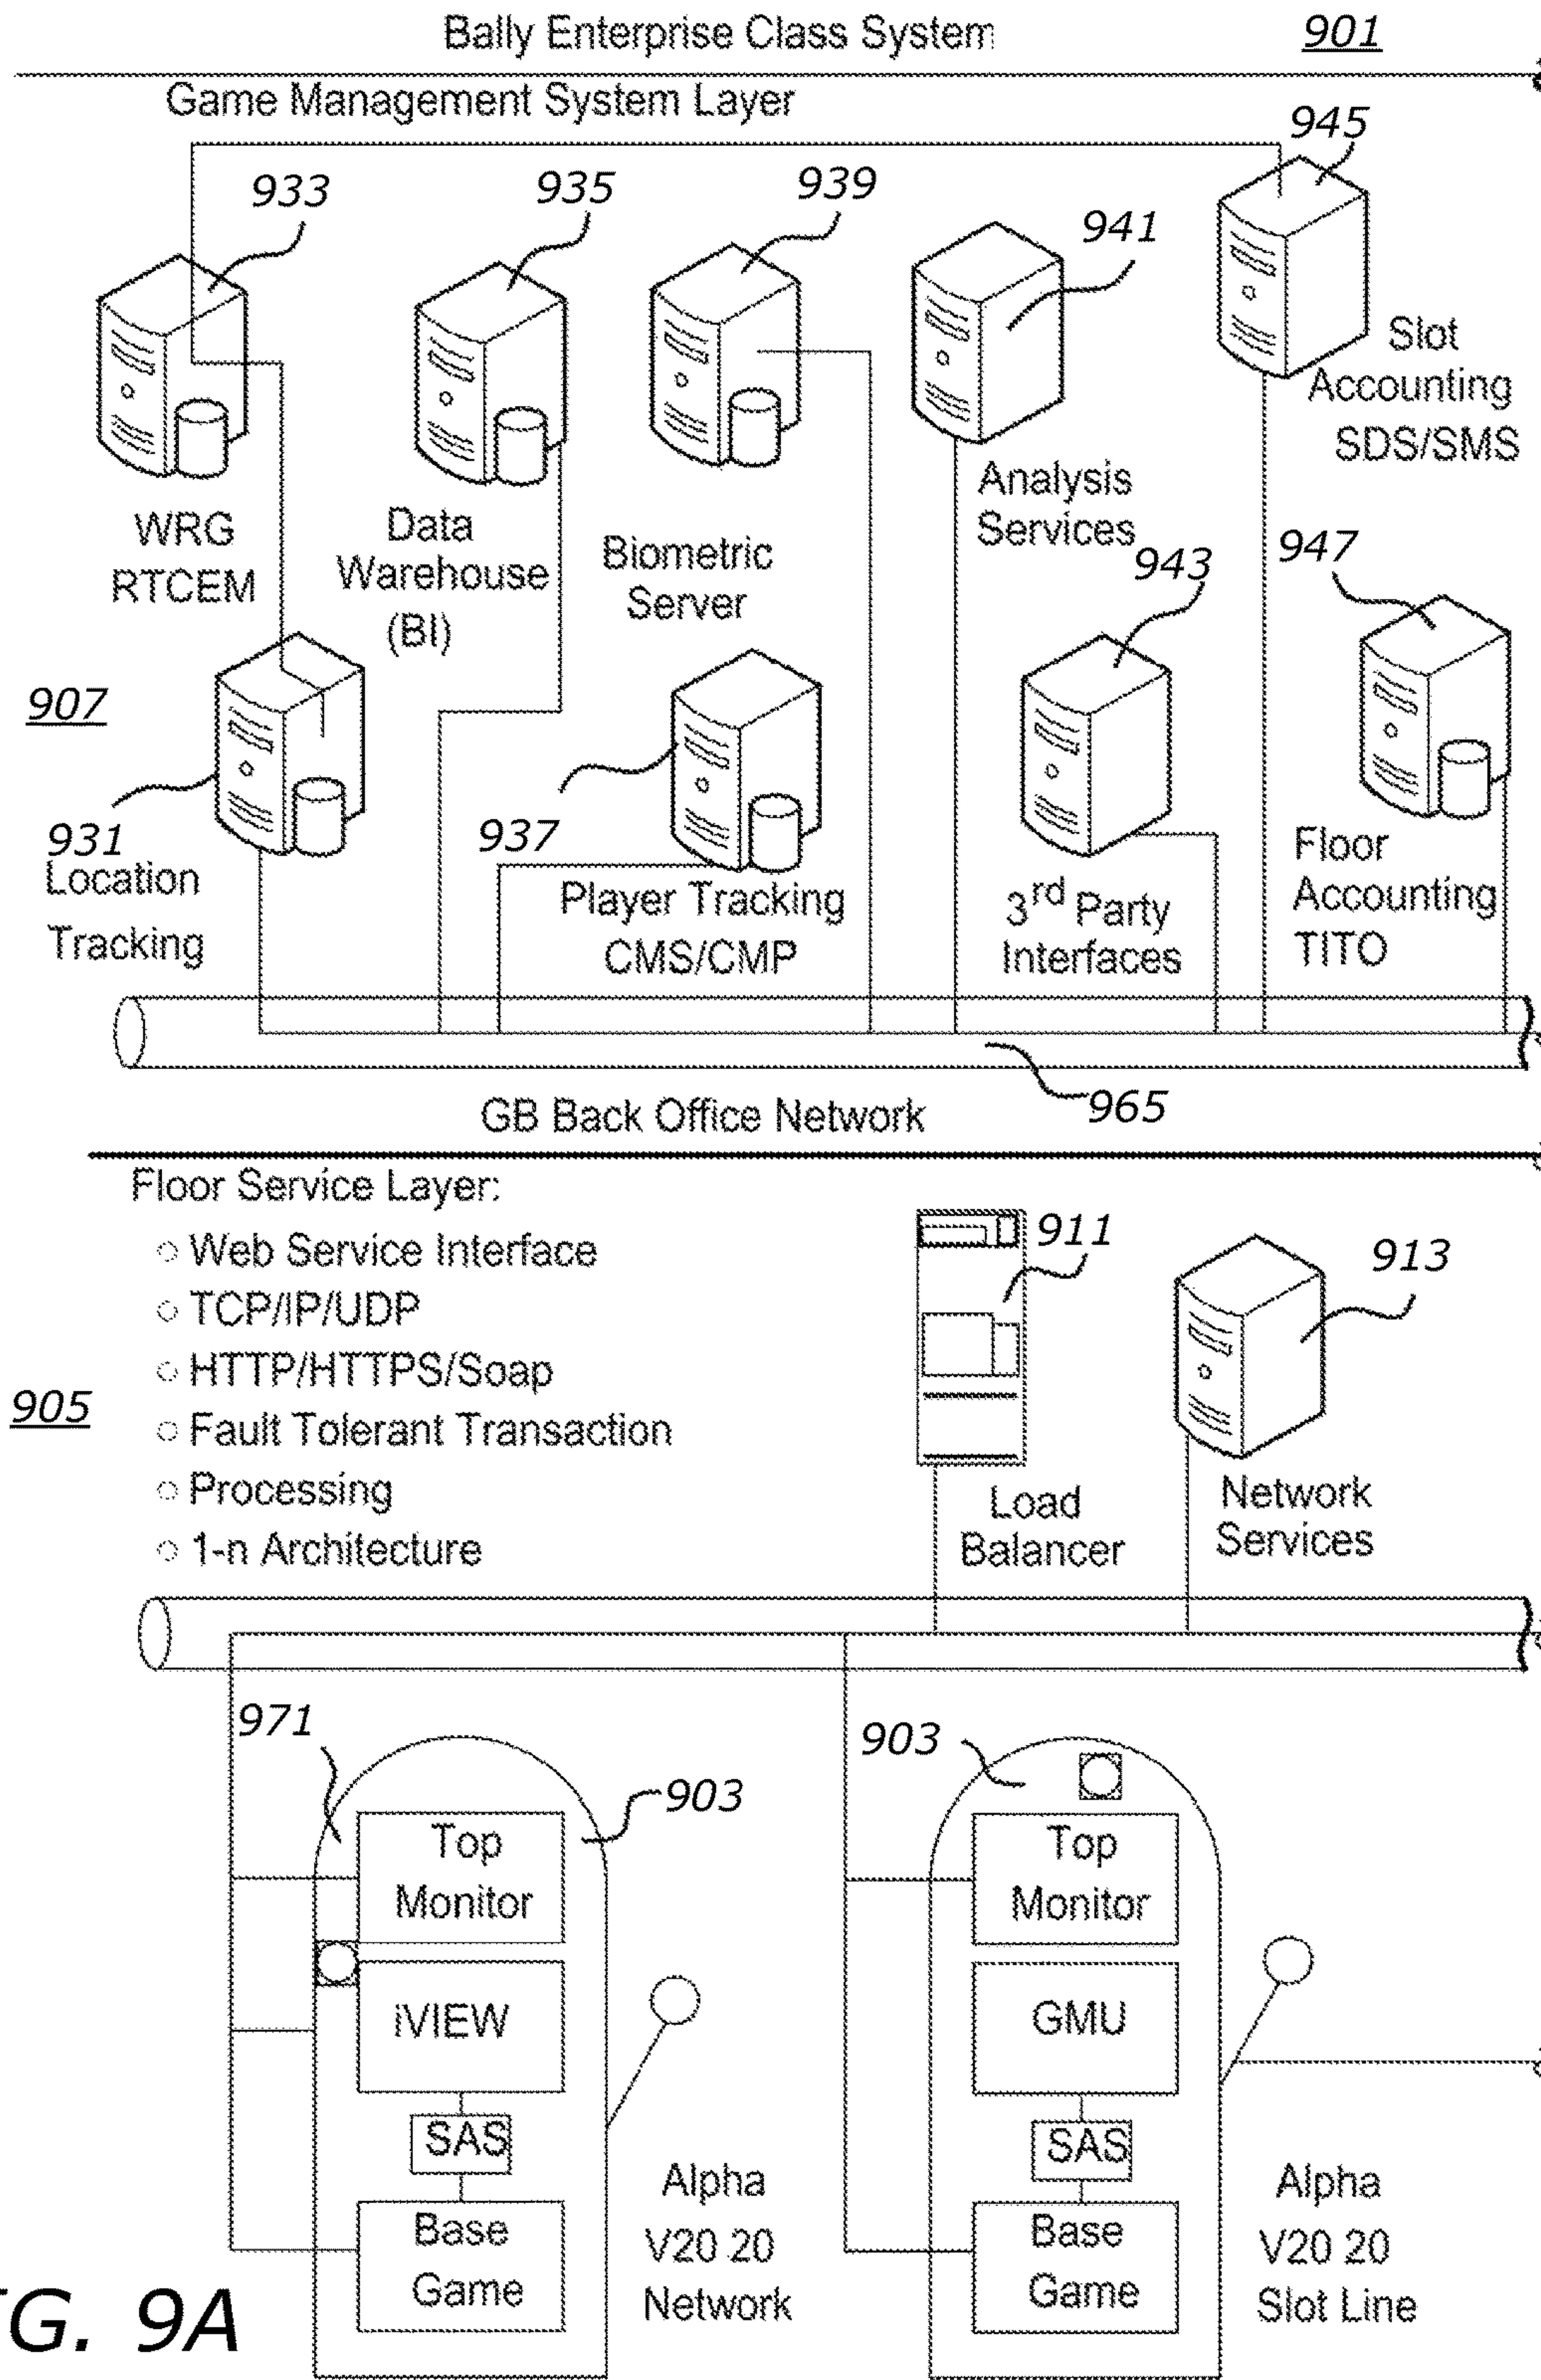 Bally Enterprise Class System
901
Game Management System Layer
945
933
935
939
941
Slot
Accounting
SDS/SMS
WRG
RTCEM
Data
Warehouse
(BI)
Biometric
Server
Analysis
Services
943
947
907
931
Location
Tracking
937
Player Tracking
CMS/CMP
3rd Party
Interfaces
Floor
Accounting
TITO
965
GB Back Office Network
Floor Service Layer:
Web Service Interface
TCP/IP/UDP
HTTP/HTTPS/Soap
905
Fault Tolerant Transaction
Processing
1-n Architecture
911
913
Load
Balancer
Network
Services
971
903
Top
Monitor
iVIEW
SAS
Base
Game
Alpha
V20 20
Network
903
Top
Monitor
GMU
SAS
Base
Game
Alpha
V20 20
Slot Line
G. 9A